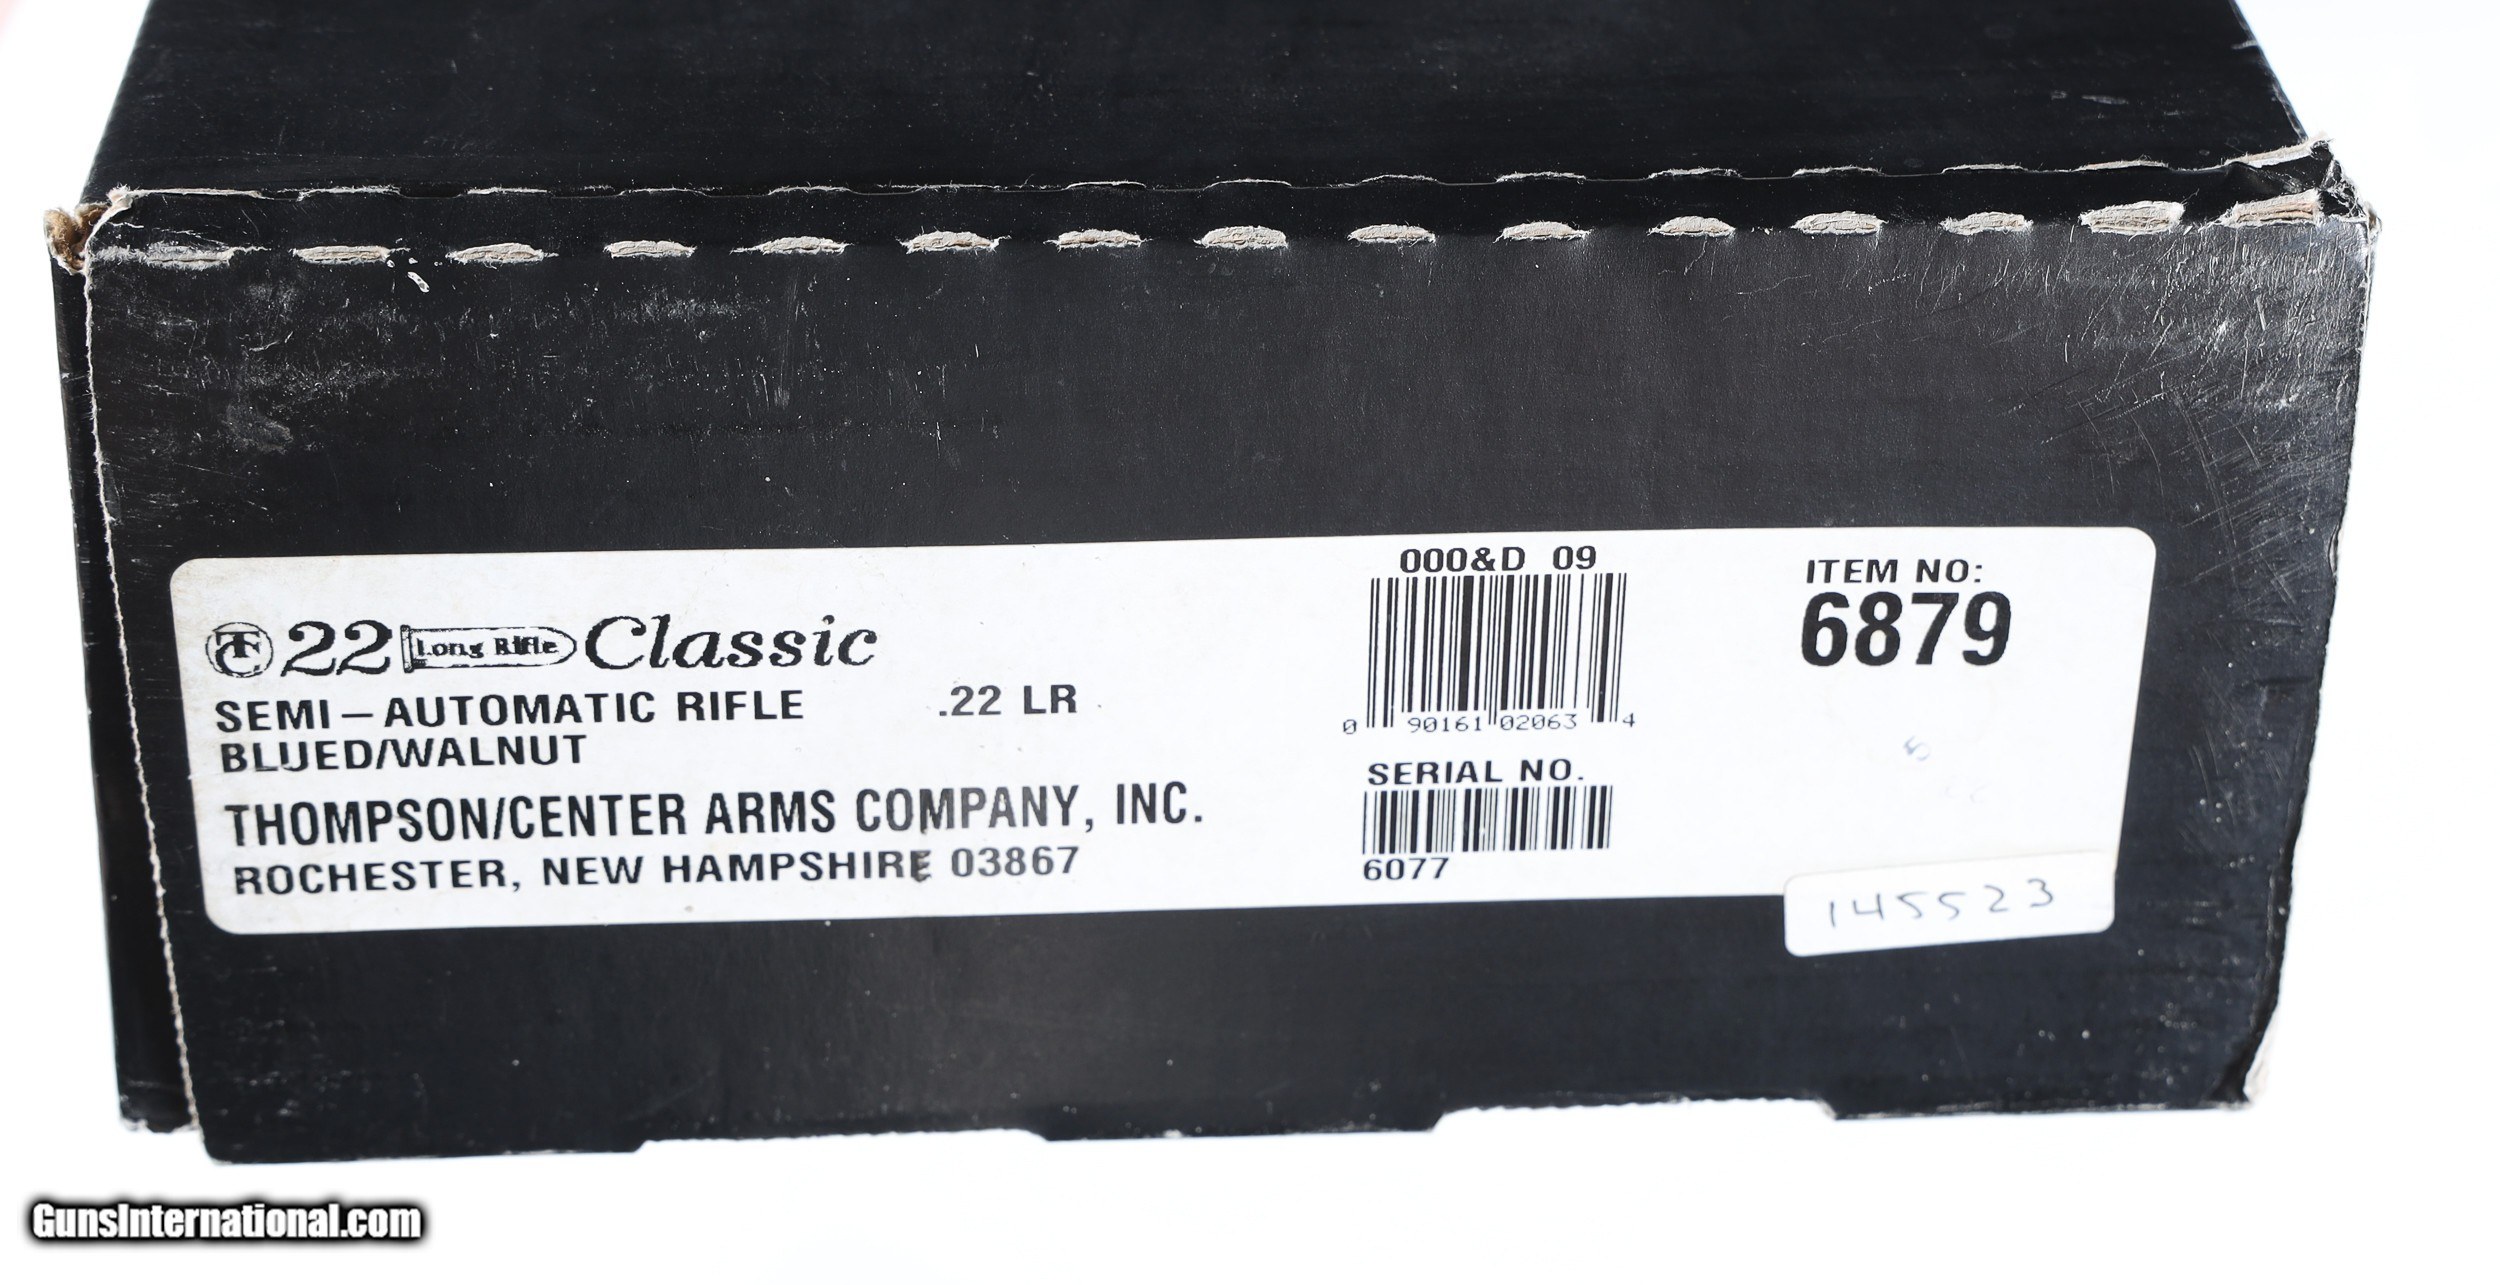 TC 22 Long Rifle Classic
SEMI-AUTOMATIC RIFLE .22 LR
BLUED/WALNUT
THOMPSON/CENTER ARMS COMPANY, INC.
ROCHESTER, NEW HAMPSHIRE 03867
000&D 09
0 90161 02063 4
SERIAL NO.
6077
ITEM NO:
6879
145523
GunsInternational.com